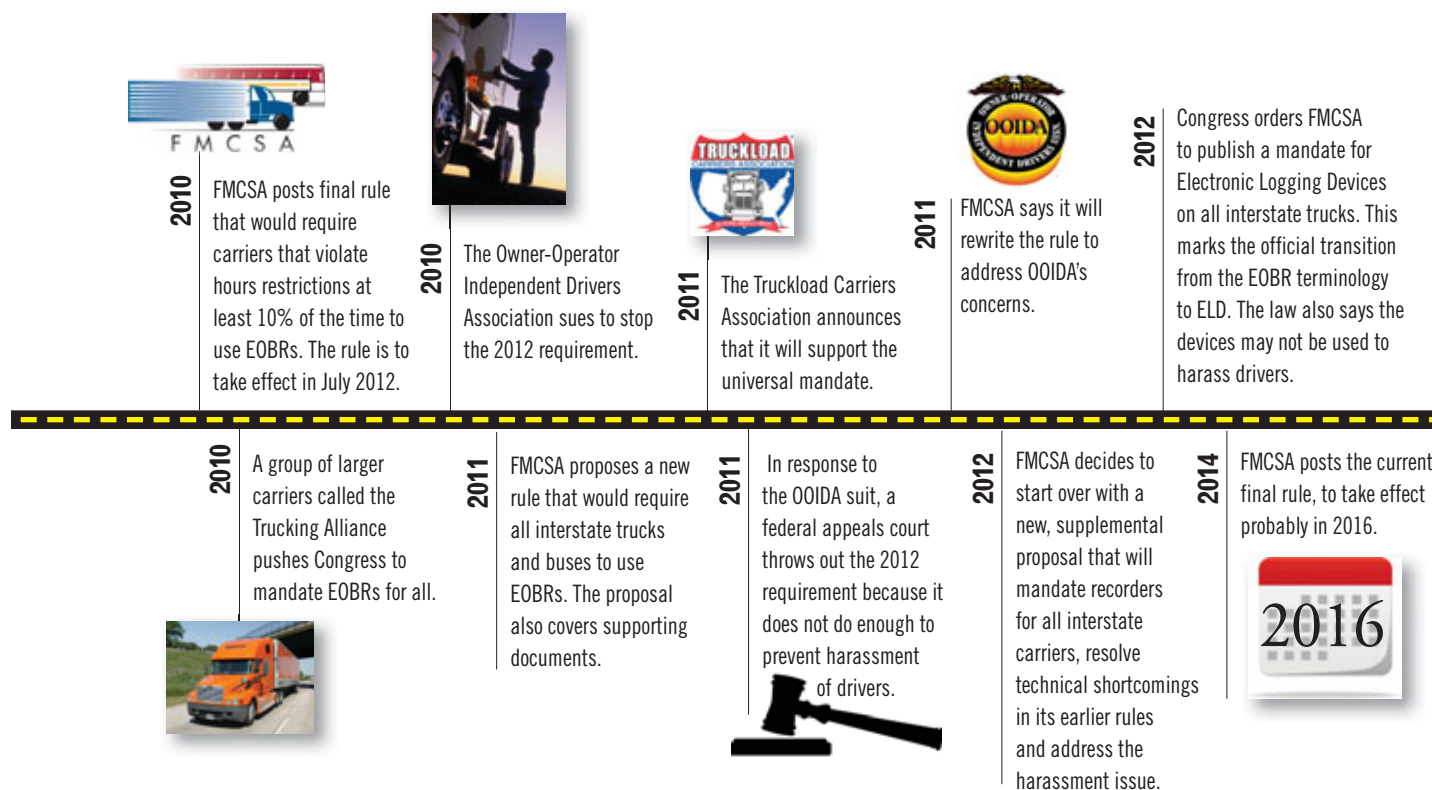 FMCSA
2010
FMCSA posts final rule
that would require
carriers that violate
hours restrictions at
least 10% of the time to
use EOBRs. The rule is to
take effect in July 2012.
2010
A group of larger
carriers called the
Trucking Alliance
pushes Congress to
mandate EOBRs for all.
2010
The Owner-Operator
Independent Drivers
Association sues to stop
the 2012 requirement.
2011
FMCSA proposes a new
rule that would require
all interstate trucks
and buses to use
EOBRs. The proposal
also covers supporting
documents.
TRUCKLOAD
CARRIERS ASSOCIATION
2011
The Truckload Carriers
Association announces
that it will support the
universal mandate.
2011
In response to
the OOIDA suit, a
federal appeals court
throws out the 2012
requirement because it
does not do enough to
prevent harassment
of drivers.
OWNER-OPERATOR
OOIDA
INDEPENDENT DRIVERS ASSN.
2011
FMCSA says it will
rewrite the rule to
address OOIDA's
concerns.
2012
FMCSA decides to
start over with a
new, supplemental
proposal that will
mandate recorders
for all interstate
carriers, resolve
technical shortcomings
in its earlier rules
and address the
harassment issue.
2012
Congress orders FMCSA
to publish a mandate for
Electronic Logging Devices
on all interstate trucks. This
marks the official transition
from the EOBR terminology
to ELD. The law also says the
devices may not be used to
harass drivers.
2014
FMCSA posts the current
final rule, to take effect
probably in 2016.
2016